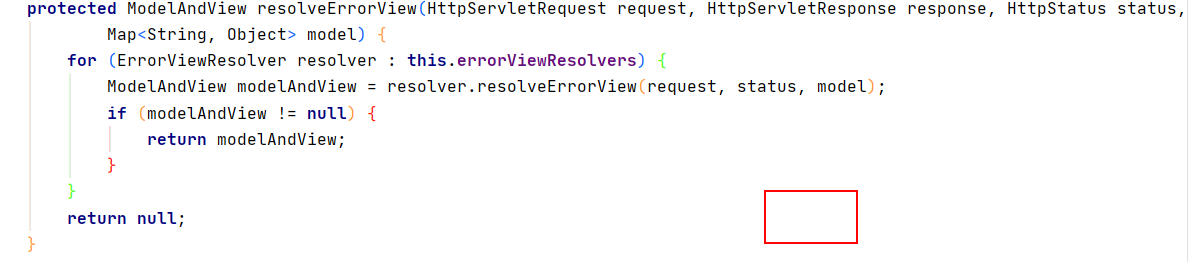 protected ModelAndView resolveErrorView(HttpServletRequest request, HttpServletResponse response, HttpStatus status,
Map<String, Object> model) {
for (ErrorViewResolver resolver : this.errorViewResolvers) {
ModelAndView modelAndView = resolver.resolveErrorView(request, status, model);
if (modelAndView != null) {
return modelAndView;
}
}
return null;
}